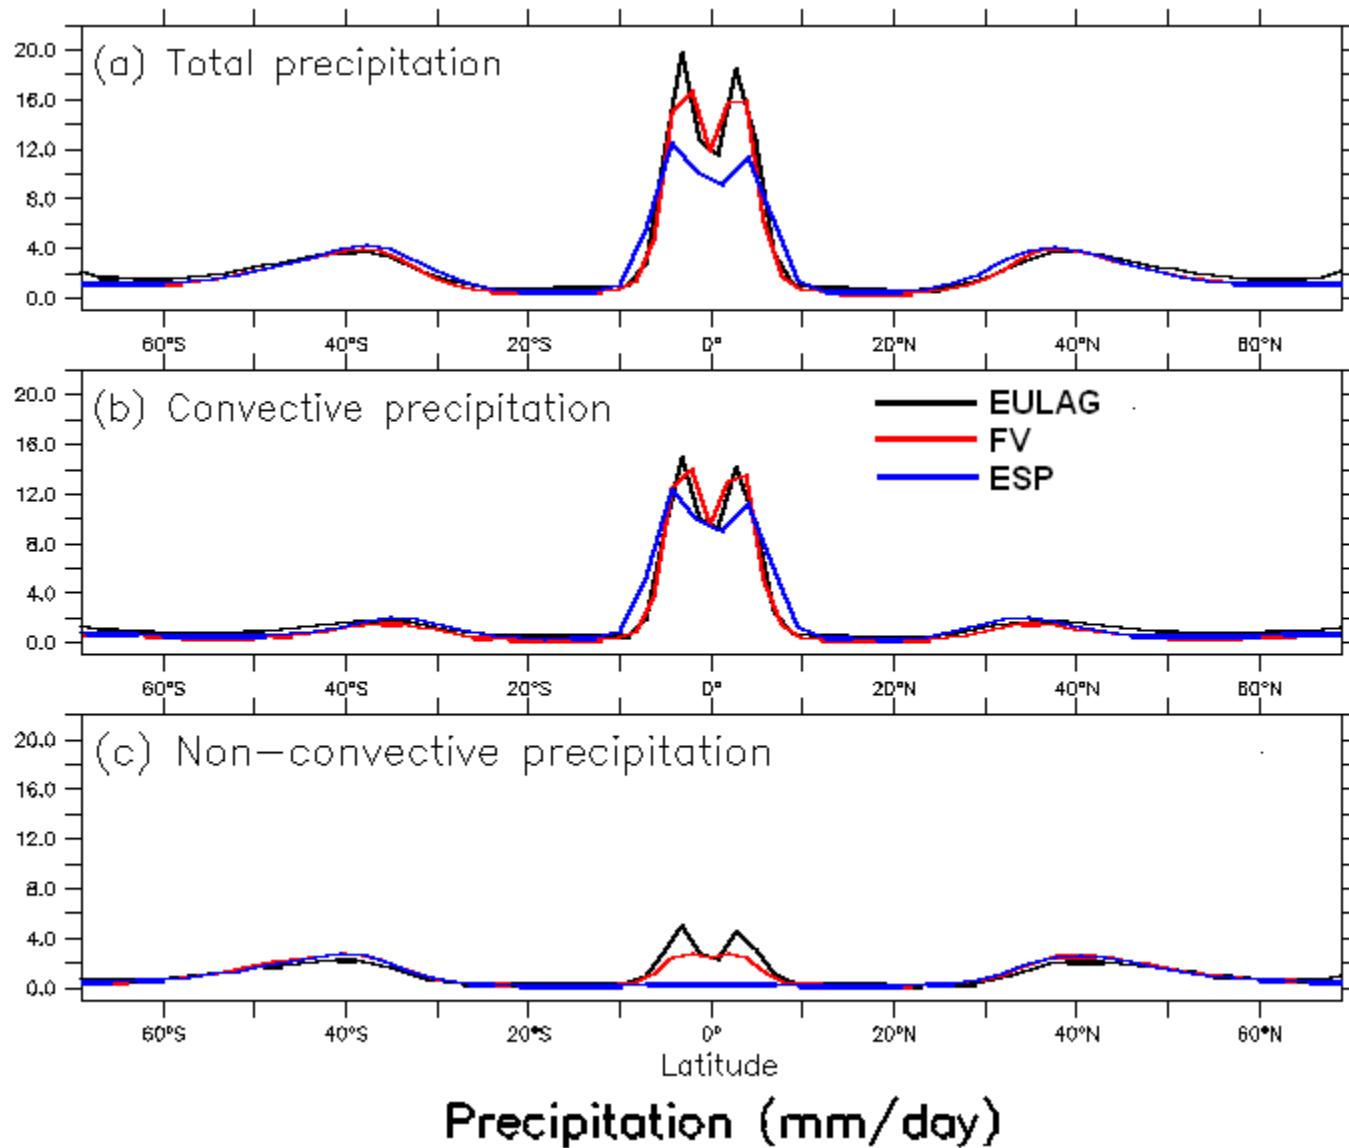 (a) Total precipitation
20.0
16.0
12.0
8.0
4.0
0.0
60°S 40°S 20°S 0° 20°N 40°N 60°N
(b) Convective precipitation
EULAG
FV
ESP
20.0
16.0
12.0
8.0
4.0
0.0
60°S 40°S 20°S 0° 20°N 40°N 60°N
(c) Non-convective precipitation
20.0
16.0
12.0
8.0
4.0
0.0
60°S 40°S 20°S 0° 20°N 40°N 60°N
Latitude
Precipitation (mm/day)